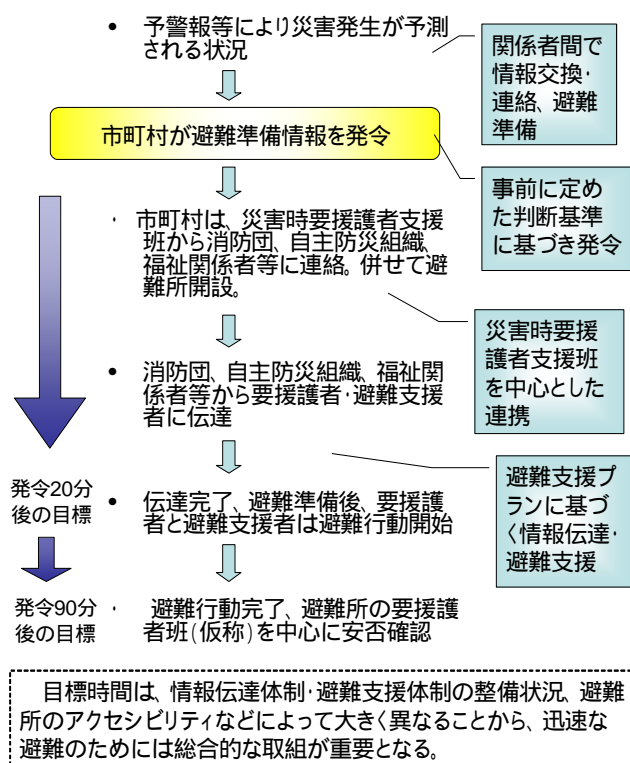 • 予警報等により災害発生が予測
される状況
関係者間で
情報交換・
連絡、避難
準備
市町村が避難準備情報を発令
事前に定め
た判断基準
に基づき発令
・ 市町村は、災害時要援護者支援
班から消防団、自主防災組織、
福祉関係者等に連絡。併せて避
難所開設。
災害時要援
護者支援班
を中心とした
連携
• 消防団、自主防災組織、福祉関
係者等から要援護者・避難支援
者に伝達
避難支援プ
ランに基づ
く情報伝達・
避難支援
発令20分
後の目標
• 伝達完了、避難準備後、要援護
者と避難支援者は避難行動開始
発令90分
後の目標
・ 避難行動完了、避難所の要援護
者班(仮称)を中心に安否確認
目標時間は、情報伝達体制・避難支援体制の整備状況、避難
所のアクセシビリティなどによって大きく異なることから、迅速な
避難のためには総合的な取組が重要となる。